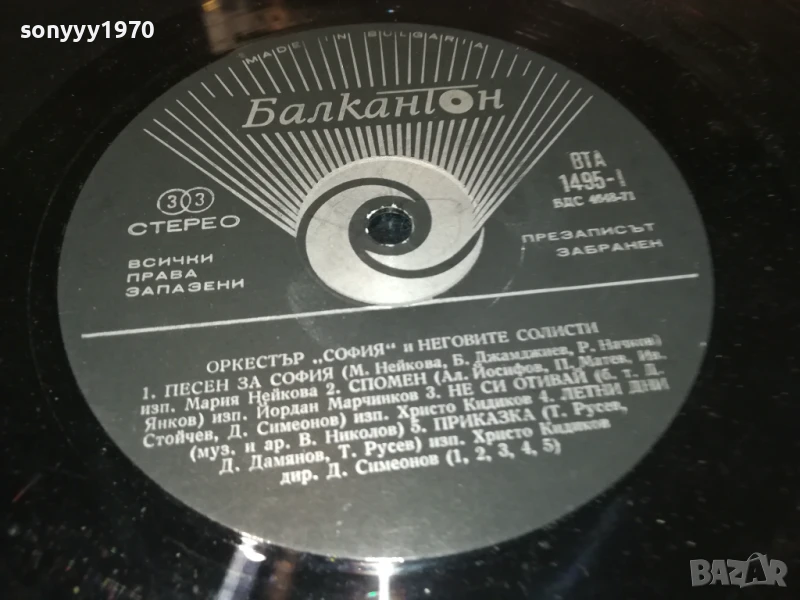 sonyyy1970
MADE IN BULGARIA
Балкантон
ВТА
1495-I
БДС 4648-71
33
СТЕРЕО
ВСИЧКИ
ПРАВА
ЗАПАЗЕНИ
ПРЕЗАПИСЪТ
ЗАБРАНЕН
ОРКЕСТЪР „СОФИЯ" и НЕГОВИТЕ СОЛИСТИ
1. ПЕСЕН ЗА СОФИЯ (М. Нейкова, Б. Джамджиев, Р. Начков)
изп. Мария Нейкова 2. СПОМЕН (Ал. Йосифов, П. Матев, Ив.
Янков) изп. Йордан Марчинков 3. НЕ СИ ОТИВАЙ (б. т. Д.
Стойчев, Д. Симеонов) изп. Христо Кидиков 4. ЛЕТНИ ДНИ
(муз. и ар. В. Николов) 5. ПРИКАЗКА (Т. Русев,
Д. Дамянов, Т. Русев) изп. Христо Кидиков
дир. Д. Симеонов (1, 2, 3, 4, 5)
BAZAR